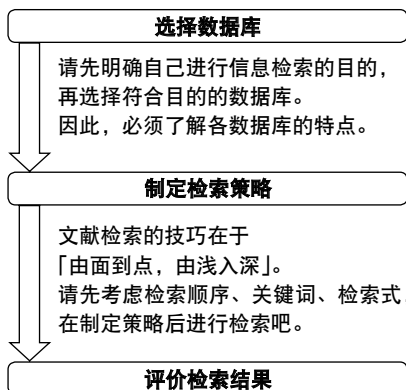 选择数据库
请先明确自己进行信息检索的目的，
再选择符合目的的数据库。
因此，必须了解各数据库的特点。
制定检索策略
文献检索的技巧在于
「由面到点，由浅入深」。
请先考虑检索顺序、关键词、检索式，
在制定策略后进行检索吧。
评价检索结果